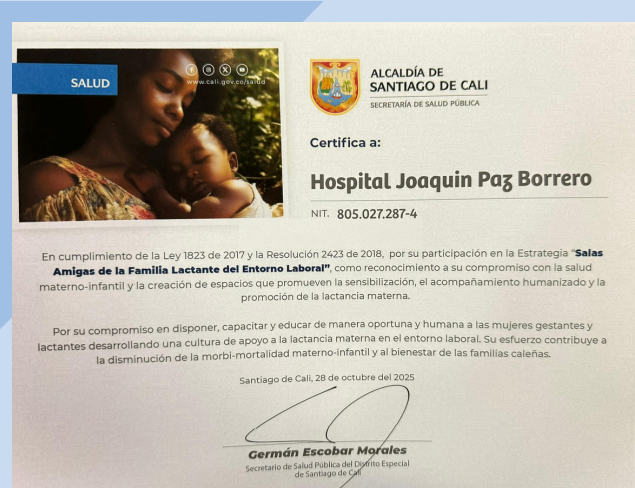 SALUD
www.cali.gov.co/salud
ALCALDÍA DE
SANTIAGO DE CALI
SECRETARÍA DE SALUD PÚBLICA
Certifica a:
Hospital Joaquin Paz Borrero
NIT. 805.027.287-4
En cumplimiento de la Ley 1823 de 2017 y la Resolución 2423 de 2018, por su participación en la Estrategia "Salas
Amigas de la Familia Lactante del Entorno Laboral", como reconocimiento a su compromiso con la salud
materno-infantil y la creación de espacios que promueven la sensibilización, el acompañamiento humanizado y la
promoción de la lactancia materna.
Por su compromiso en disponer, capacitar y educar de manera oportuna y humana a las mujeres gestantes y
lactantes desarrollando una cultura de apoyo a la lactancia materna en el entorno laboral. Su esfuerzo contribuye a
la disminución de la morbi-mortalidad materno-infantil y al bienestar de las familias caleñas.
Santiago de Cali, 28 de octubre del 2025
Germán Escobar Morales
Secretario de Salud Pública del Distrito Especial
de Santiago de Cali